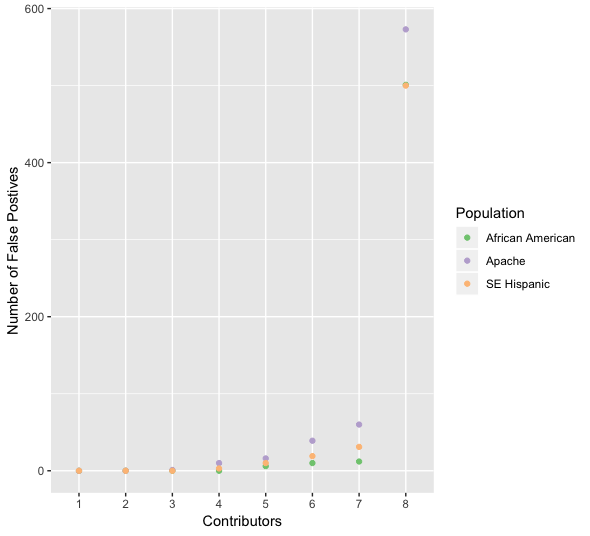 600
400
200
0
Number of False Postives
1 2 3 4 5 6 7 8
Contributors
Population
African American
Apache
SE Hispanic